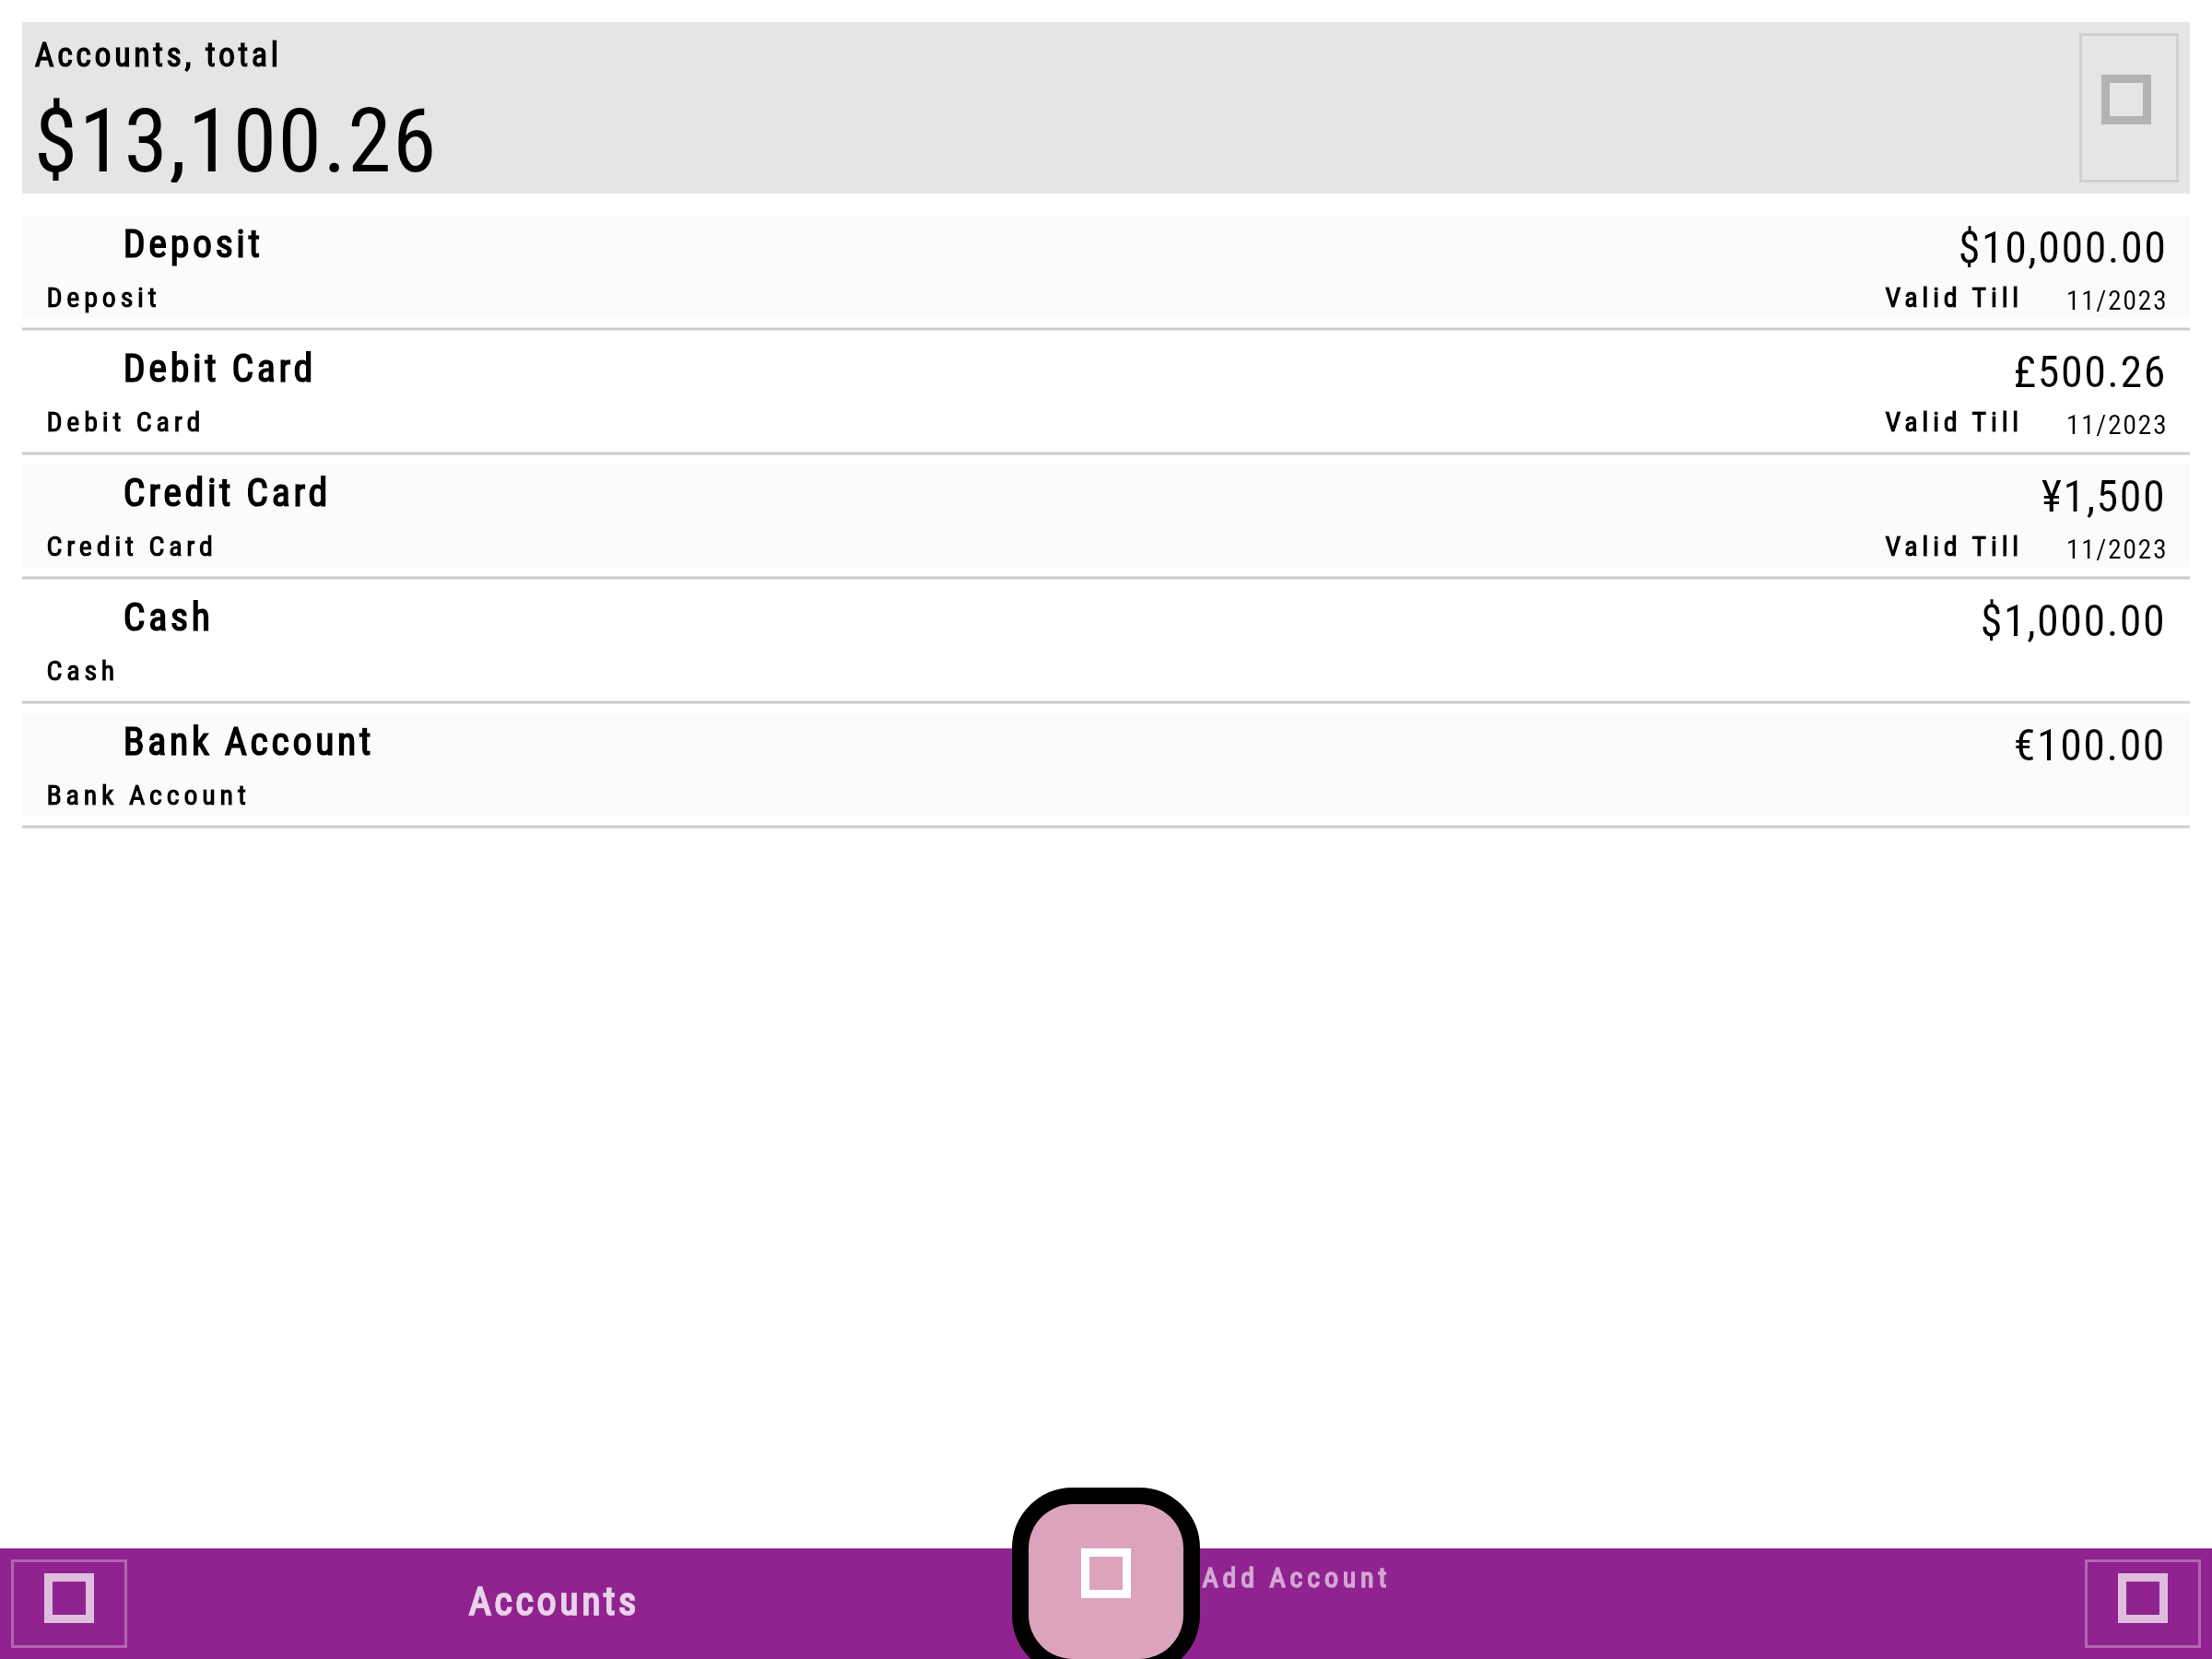 Accounts, total
$13,100.26
Deposit
$10,000.00
Deposit
Valid Till 11/2023
Debit Card
£500.26
Debit Card
Valid Till 11/2023
Credit Card
¥1,500
Credit Card
Valid Till 11/2023
Cash
$1,000.00
Cash
Bank Account
€100.00
Bank Account
Add Account
Accounts